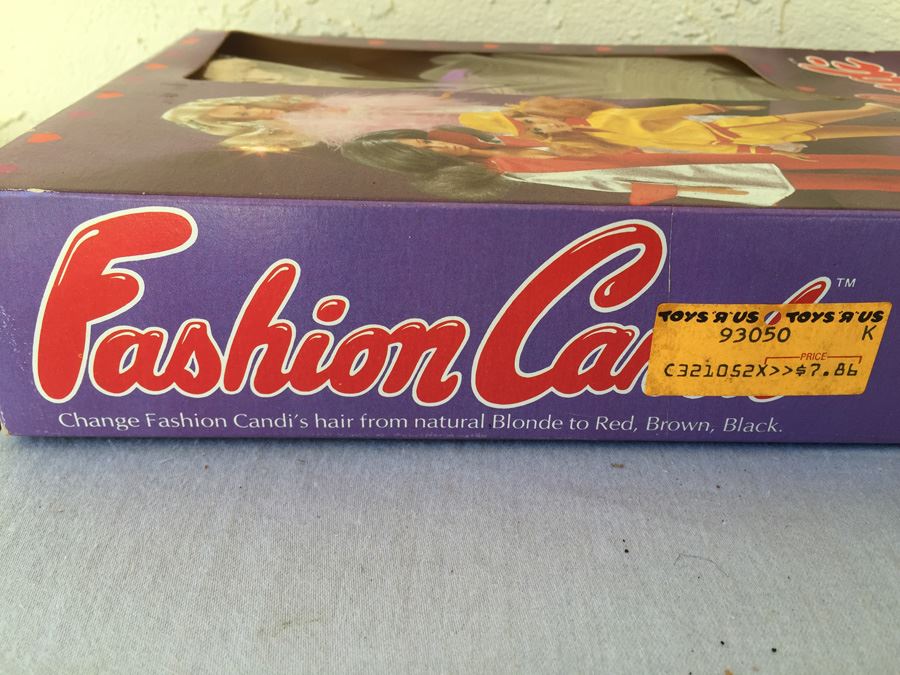 Fashion Can
TM
TOYS "R" US TOYS "R" US
93050 K
PRICE
C321052X>>$7.86
Change Fashion Candi's hair from natural Blonde to Red, Brown, Black.